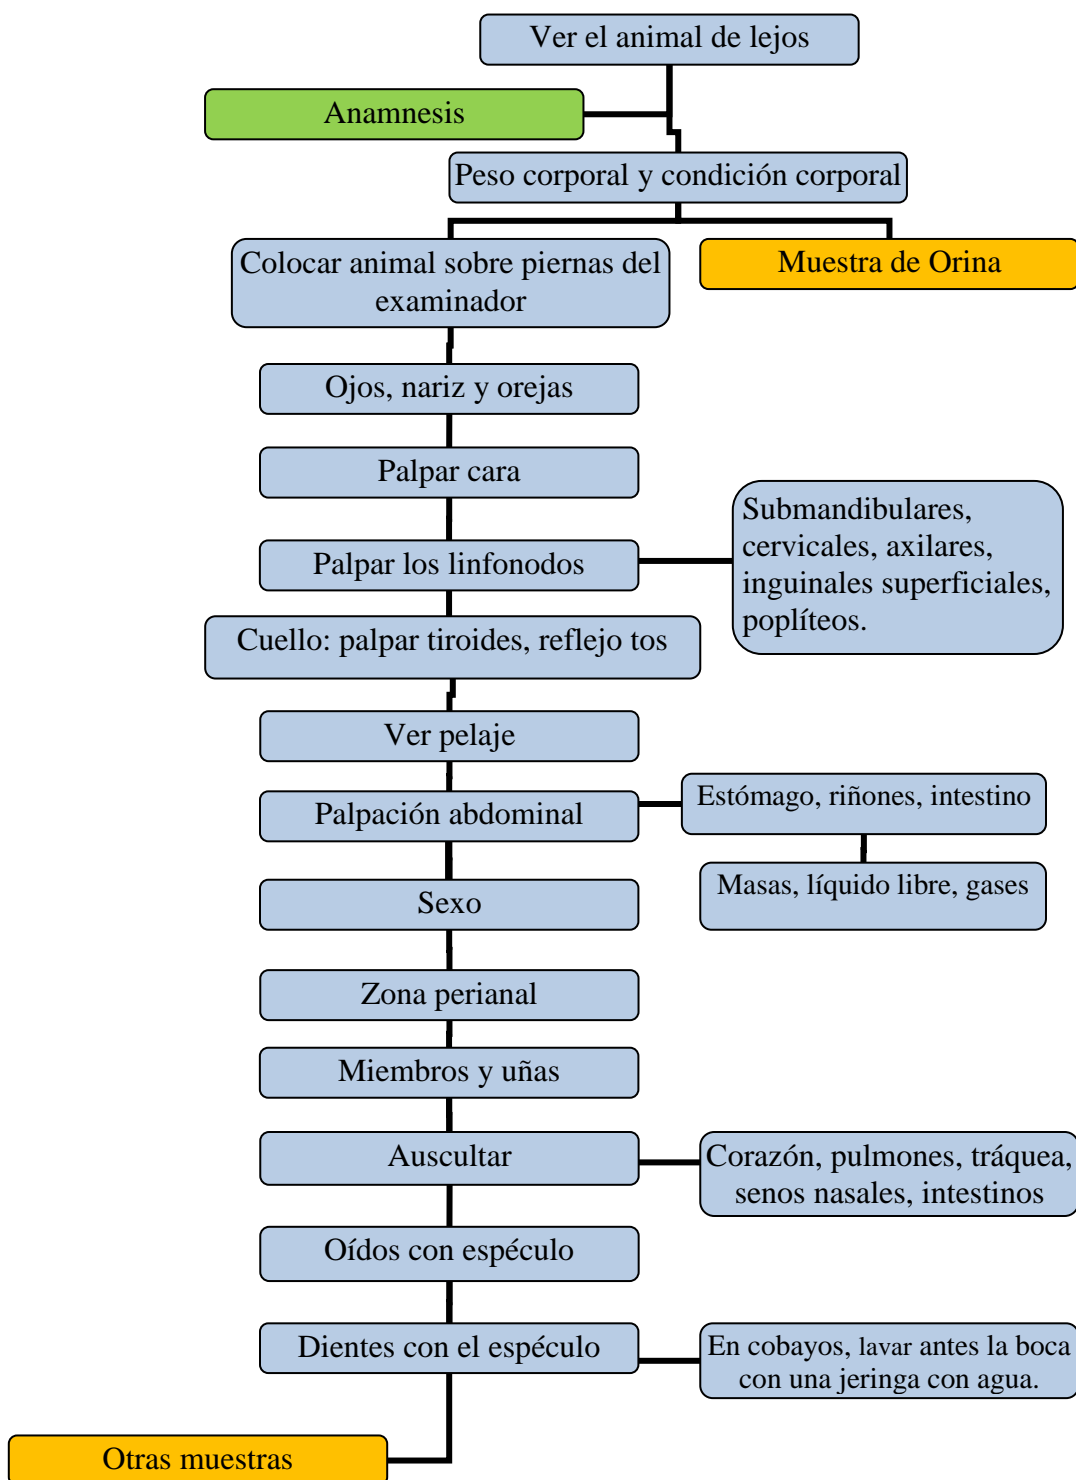 Ver el animal de lejos
Anamnesis
Peso corporal y condición corporal
Colocar animal sobre piernas del
examinador
Muestra de Orina
Ojos, nariz y orejas
Palpar cara
Palpar los linfonodos
Submandibulares,
cervicales, axilares,
inguinales superficiales,
poplíteos.
Cuello: palpar tiroides, reflejo tos
Ver pelaje
Palpación abdominal
Estómago, riñones, intestino
Masas, líquido libre, gases
Sexo
Zona perianal
Miembros y uñas
Auscultar
Corazón, pulmones, tráquea,
senos nasales, intestinos
Oídos con espéculo
Dientes con el espéculo
En cobayos, lavar antes la boca
con una jeringa con agua.
Otras muestras